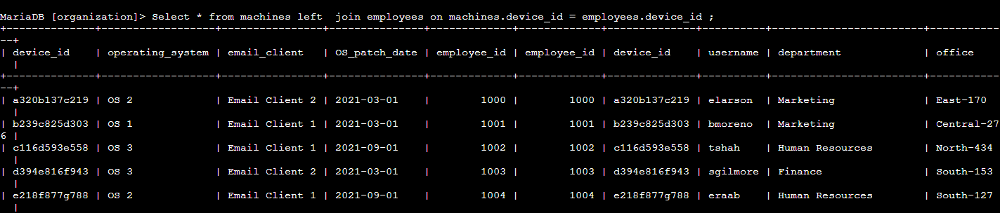 MariaDB [organization]> Select * from machines left  join employees on machines.device_id = employees.device_id ;
+--------------+------------------+----------------+---------------+-------------+-------------+--------------+----------+------------------------+-----------
--+
| device_id    | operating_system | email_client   | OS_patch_date | employee_id | employee_id | device_id    | username | department             | office
  |
+--------------+------------------+----------------+---------------+-------------+-------------+--------------+----------+------------------------+-----------
--+
| a320b137c219 | OS 2             | Email Client 2 | 2021-03-01    |        1000 |        1000 | a320b137c219 | elarson  | Marketing              | East-170
  |
| b239c825d303 | OS 1             | Email Client 1 | 2021-03-01    |        1001 |        1001 | b239c825d303 | bmoreno  | Marketing              | Central-27
6 |
| c116d593e558 | OS 3             | Email Client 1 | 2021-09-01    |        1002 |        1002 | c116d593e558 | tshah    | Human Resources        | North-434
  |
| d394e816f943 | OS 3             | Email Client 2 | 2021-03-01    |        1003 |        1003 | d394e816f943 | sgilmore | Finance                | South-153
  |
| e218f877g788 | OS 2             | Email Client 1 | 2021-09-01    |        1004 |        1004 | e218f877g788 | eraab    | Human Resources        | South-127
  |